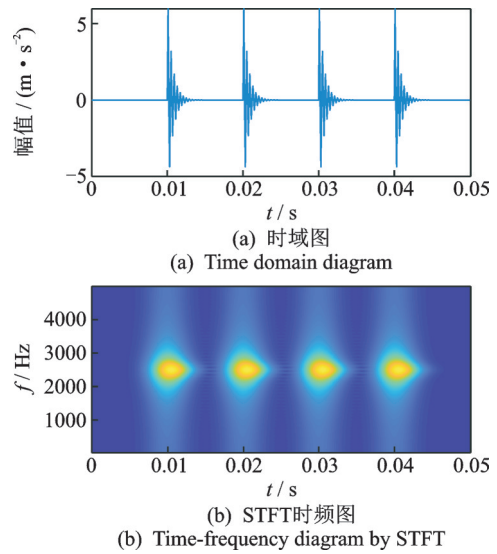 5
0
−5
幅值 / (m • s⁻²)
0 0.01 0.02 0.03 0.04 0.05
t / s
(a) 时域图
(a) Time domain diagram
4000
3000
2000
1000
f / Hz
0 0.01 0.02 0.03 0.04 0.05
t / s
(b) STFT时频图
(b) Time-frequency diagram by STFT